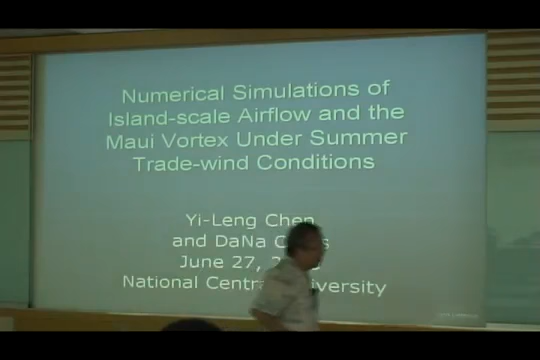 Numerical Simulations of
Island-scale Airflow and the
Maui Vortex Under Summer
Trade-wind Conditions
Yi-Leng Chen
and DaNa
June 27,
National Central University